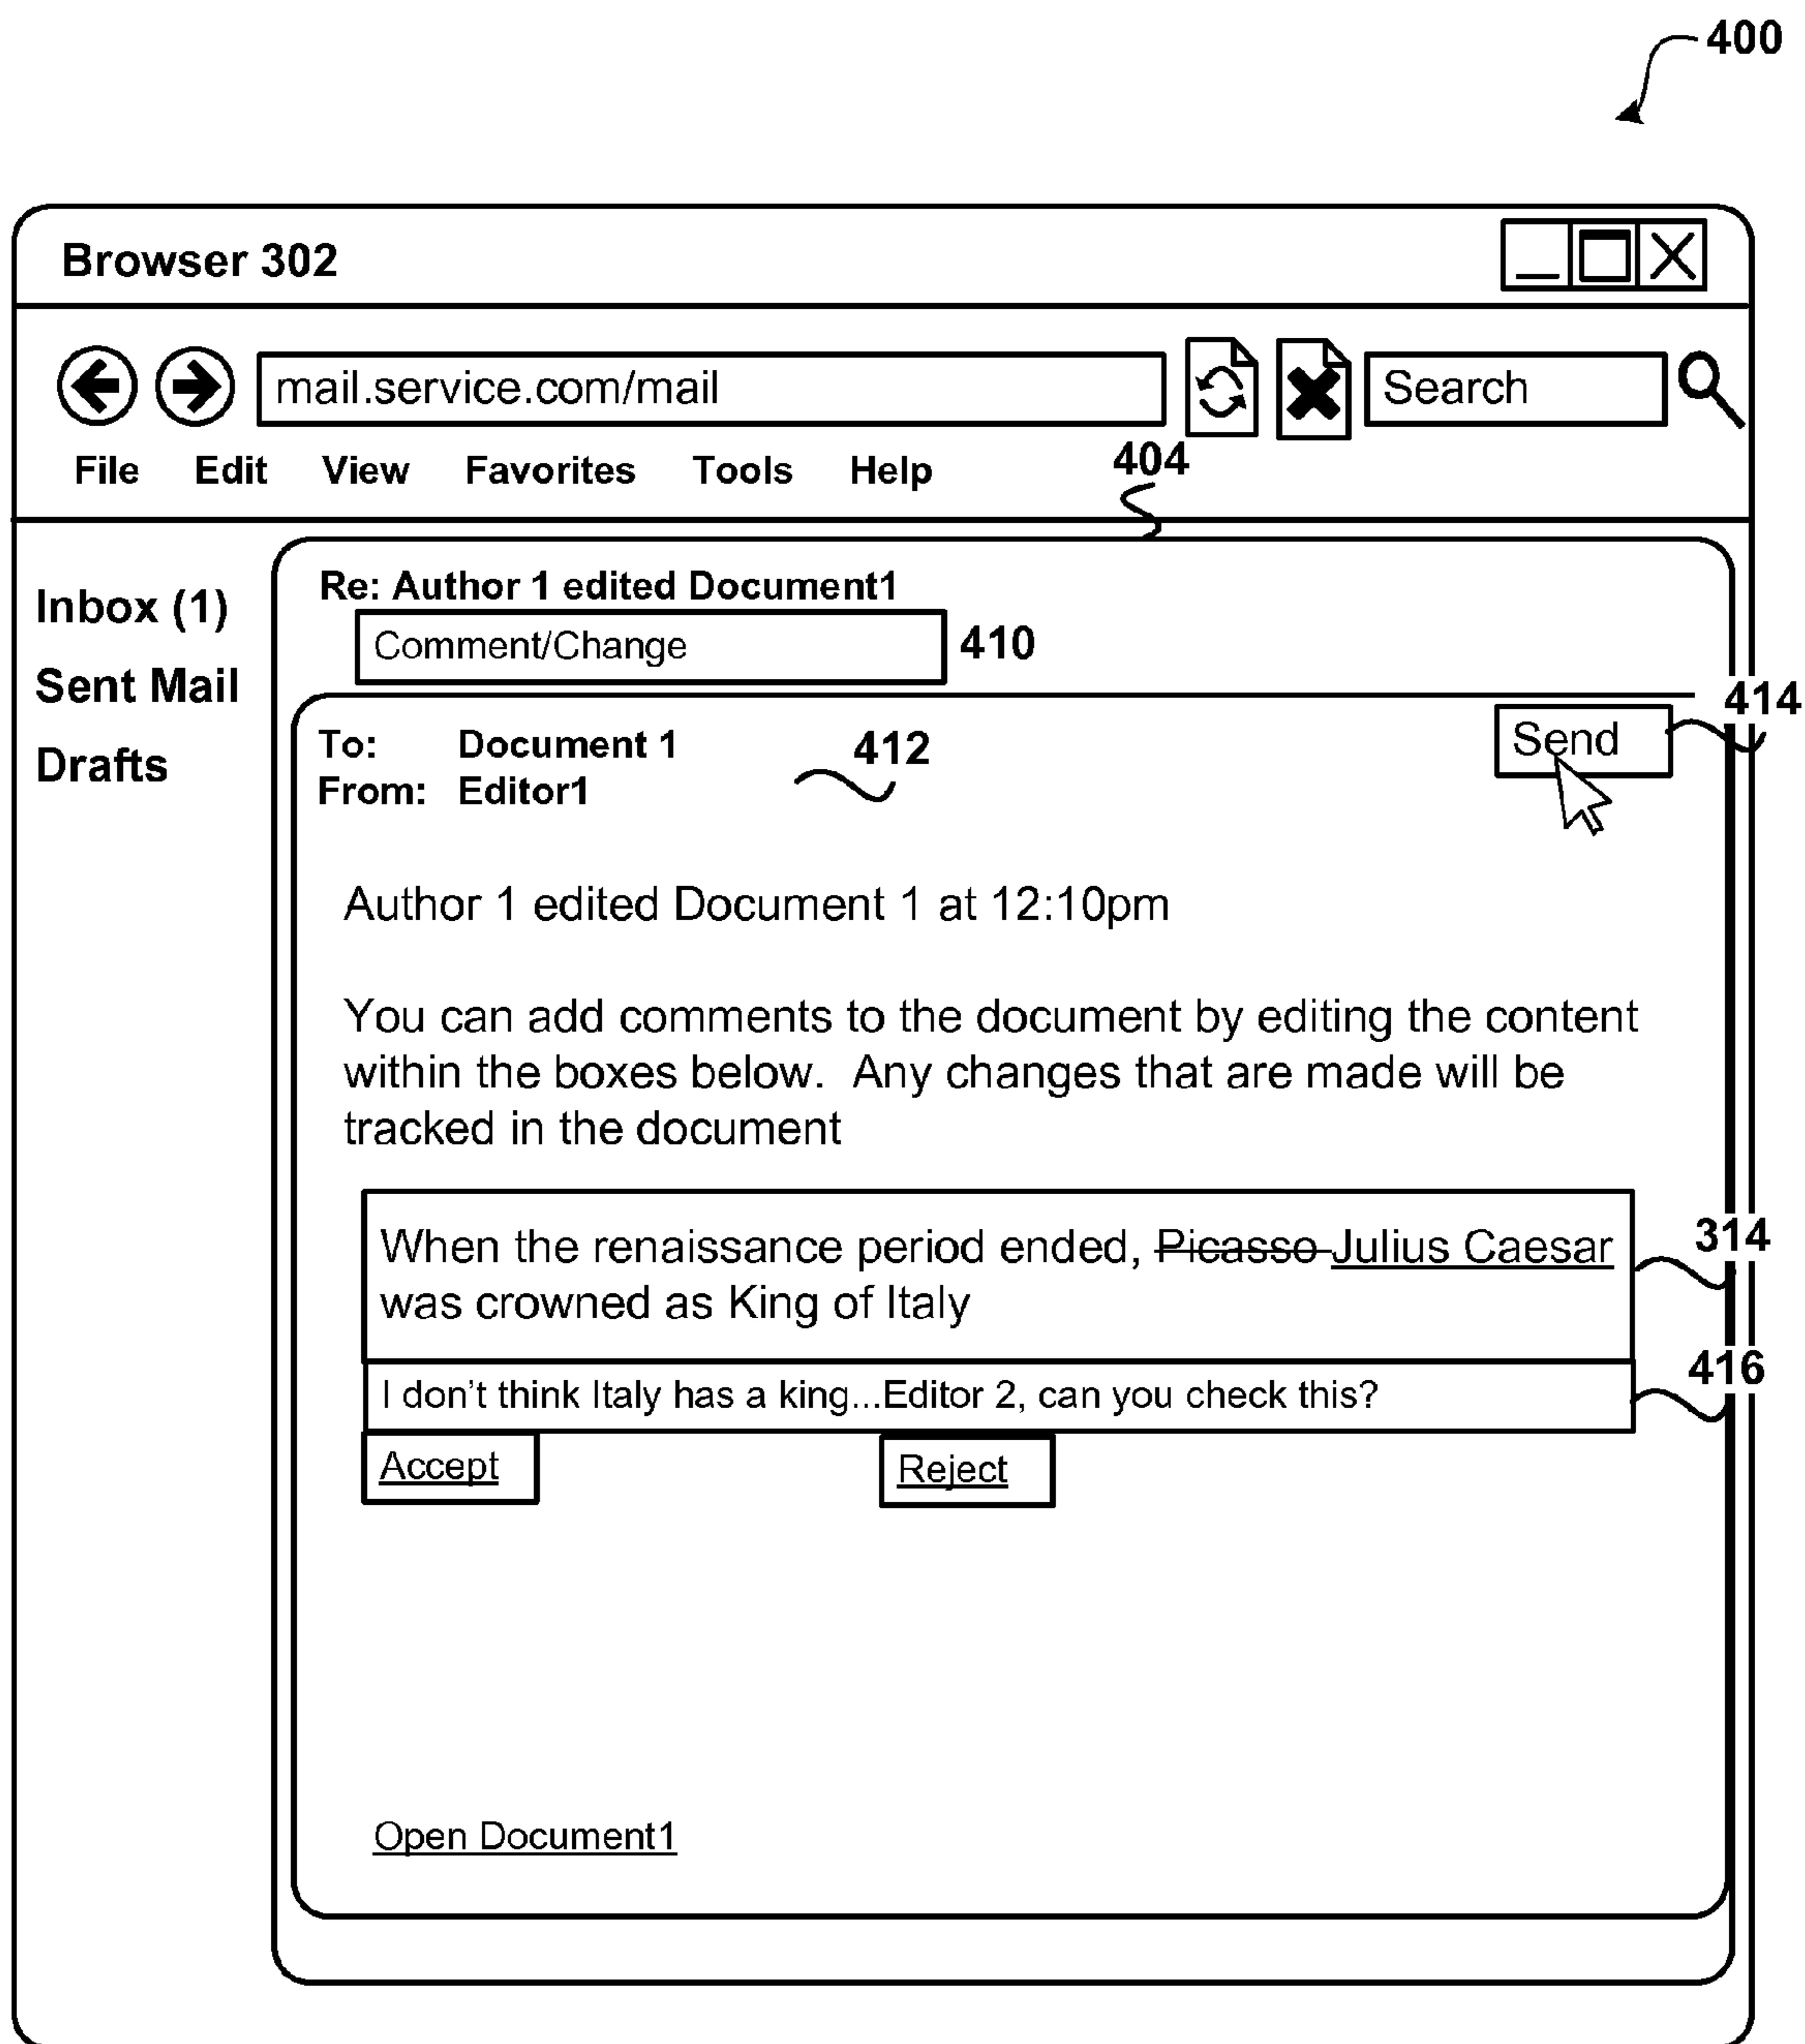 400
Browser 302
mail.service.com/mail
Search
File Edit View Favorites Tools Help
404
Inbox (1)
Sent Mail
Drafts
Re: Author 1 edited Document1
Comment/Change
410
414
To: Document 1
From: Editor1
412
Send
Author 1 edited Document 1 at 12:10pm
You can add comments to the document by editing the content
within the boxes below. Any changes that are made will be
tracked in the document
When the renaissance period ended, Picasso Julius Caesar
was crowned as King of Italy
314
I don't think Italy has a king...Editor 2, can you check this?
416
Accept
Reject
Open Document1